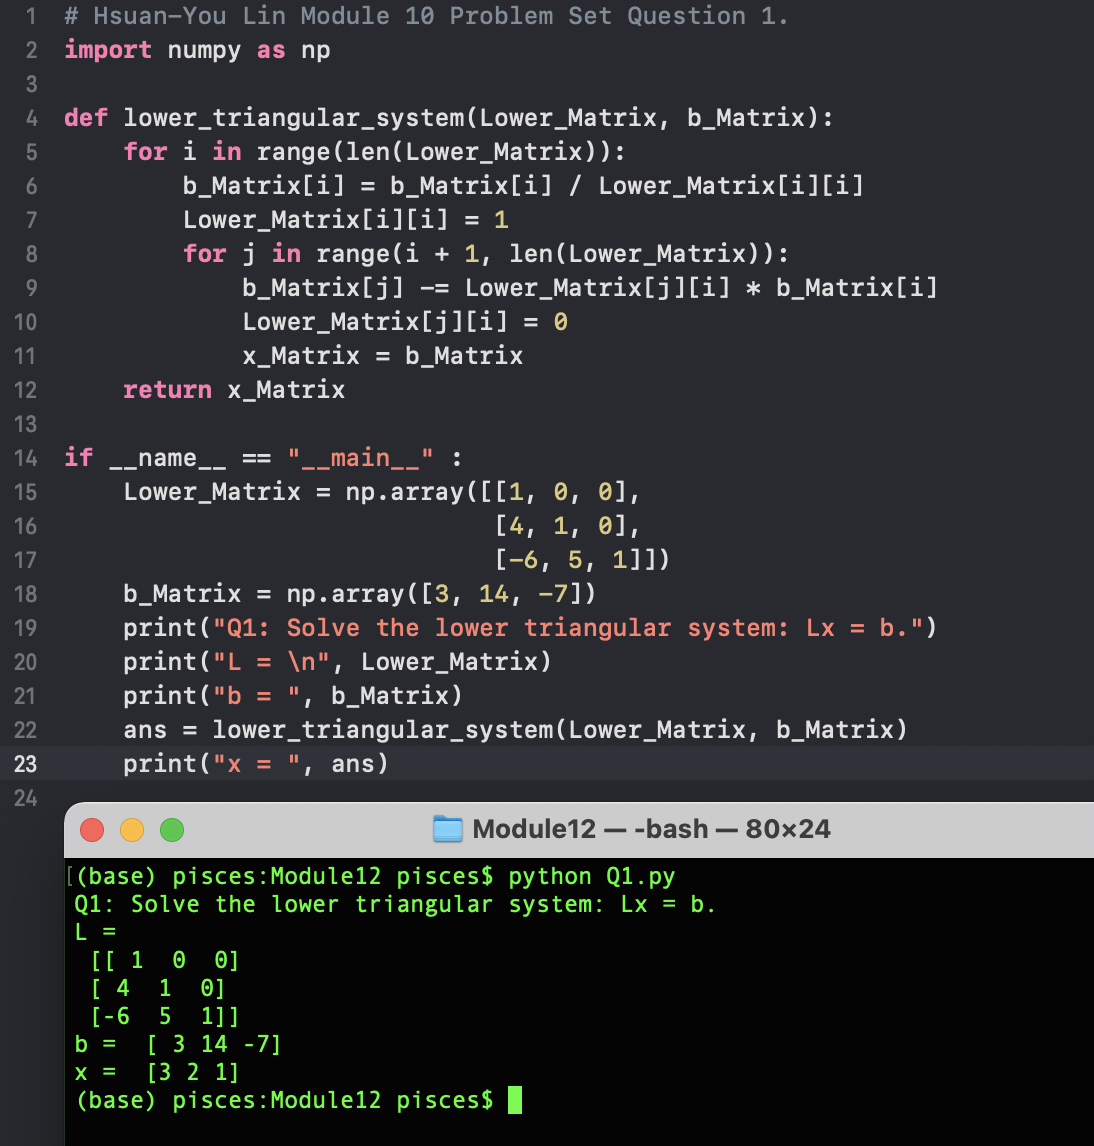 1 # Hsuan-You Lin Module 10 Problem Set Question 1.
2 import numpy as np
3
4 def lower_triangular_system(Lower_Matrix, b_Matrix):
5     for i in range(len(Lower_Matrix)):
6         b_Matrix[i] = b_Matrix[i] / Lower_Matrix[i][i]
7         Lower_Matrix[i][i] = 1
8         for j in range(i + 1, len(Lower_Matrix)):
9             b_Matrix[j] -= Lower_Matrix[j][i] * b_Matrix[i]
10             Lower_Matrix[j][i] = 0
11             x_Matrix = b_Matrix
12     return x_Matrix
13
14 if __name__ == "__main__" :
15     Lower_Matrix = np.array([[1, 0, 0],
16                              [4, 1, 0],
17                              [-6, 5, 1]])
18     b_Matrix = np.array([3, 14, -7])
19     print("Q1: Solve the lower triangular system: Lx = b.")
20     print("L = \n", Lower_Matrix)
21     print("b = ", b_Matrix)
22     ans = lower_triangular_system(Lower_Matrix, b_Matrix)
23     print("x = ", ans)
24
Module12 — -bash — 80×24
[(base) pisces:Module12 pisces$ python Q1.py
Q1: Solve the lower triangular system: Lx = b.
L =
 [[ 1  0  0]
 [ 4  1  0]
 [-6  5  1]]
b =  [ 3 14 -7]
x =  [3 2 1]
(base) pisces:Module12 pisces$